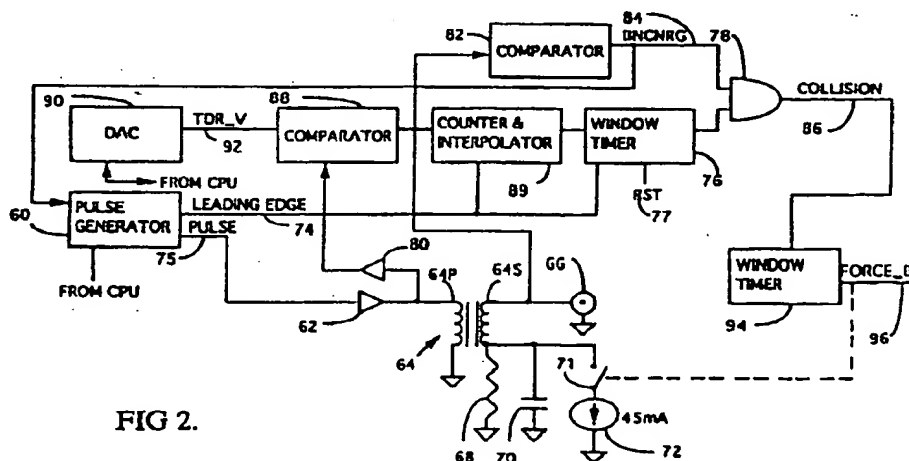 82
COMPARATOR
84
INCNRG
78
COLLISION
86
90
DAC
TDR_V
92
88
COMPARATOR
COUNTER &
INTERPOLATOR
89
WINDOW
TIMER
76
RST
77
FROM CPU
60
PULSE
GENERATOR
LEADING EDGE
74
PULSE
75
FROM CPU
80
62
64P
64S
64
GG
WINDOW
TIMER
94
FORCE_D
96
71
45mA
72
68
70
FIG 2.